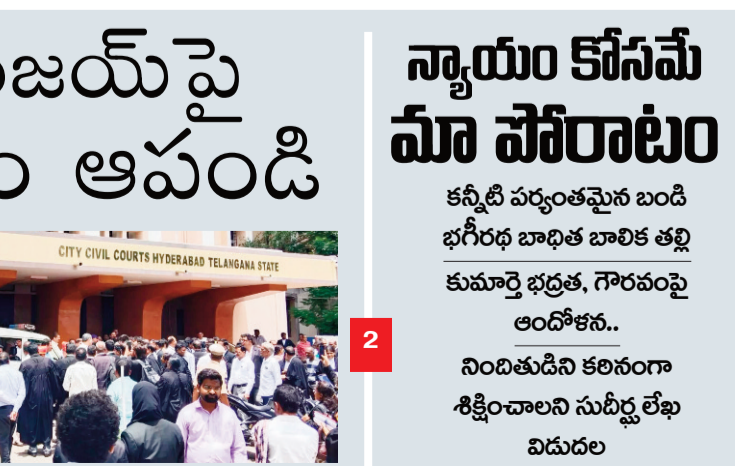 జయ్‌పై
ఆపండి
CITY CIVIL COURTS HYDERABAD TELANGANA STATE
2
న్యాయం కోసమే
మా పోరాటం
కన్నీటి పర్యంతమైన బండి
భగీరథ బాధిత బాలిక తల్లి
కుమార్తె భద్రత, గౌరవంపై
ఆందోళన..
నిందితుడిని కఠినంగా
శిక్షించాలని సుదీర్ఘ లేఖ
విడుదల